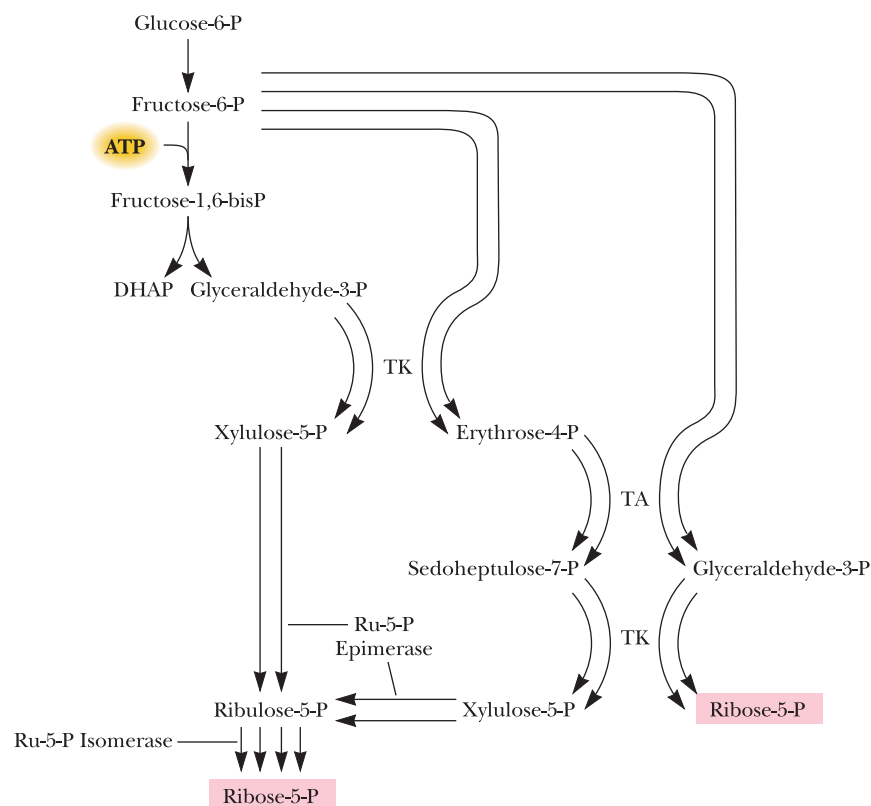 Glucose-6-P
Fructose-6-P
ATP
Fructose-1,6-bisP
DHAP Glyceraldehyde-3-P
TK
Xylulose-5-P
Erythrose-4-P
TA
Sedoheptulose-7-P
Glyceraldehyde-3-P
Ru-5-P
Epimerase
TK
Ribulose-5-P
Xylulose-5-P
Ribose-5-P
Ru-5-P Isomerase
Ribose-5-P